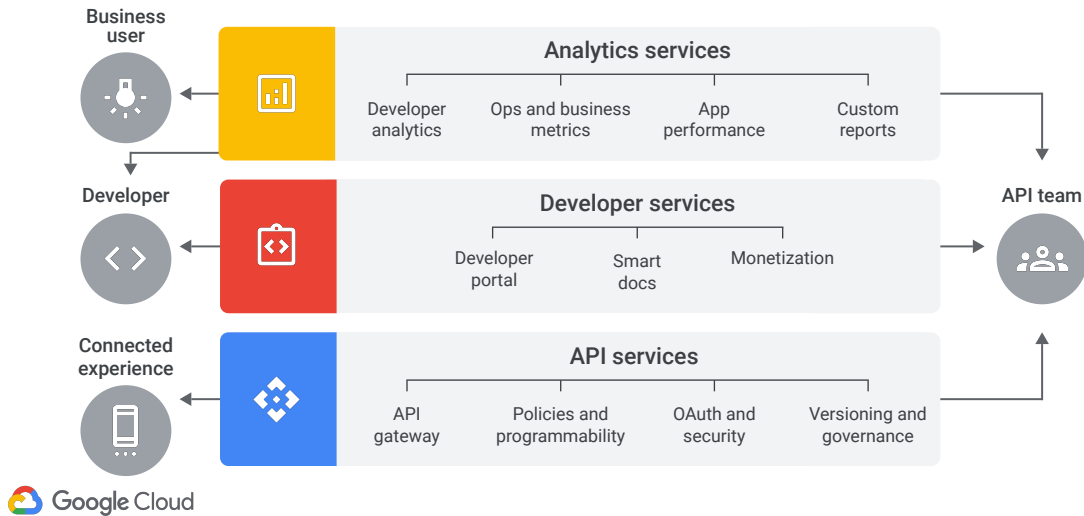 Business
user
Analytics services
Developer
analytics
Ops and business
metrics
App
performance
Custom
reports
Developer
Developer services
Developer
portal
Smart
docs
Monetization
API team
Connected
experience
API services
API
gateway
Policies and
programmability
OAuth and
security
Versioning and
governance
Google Cloud